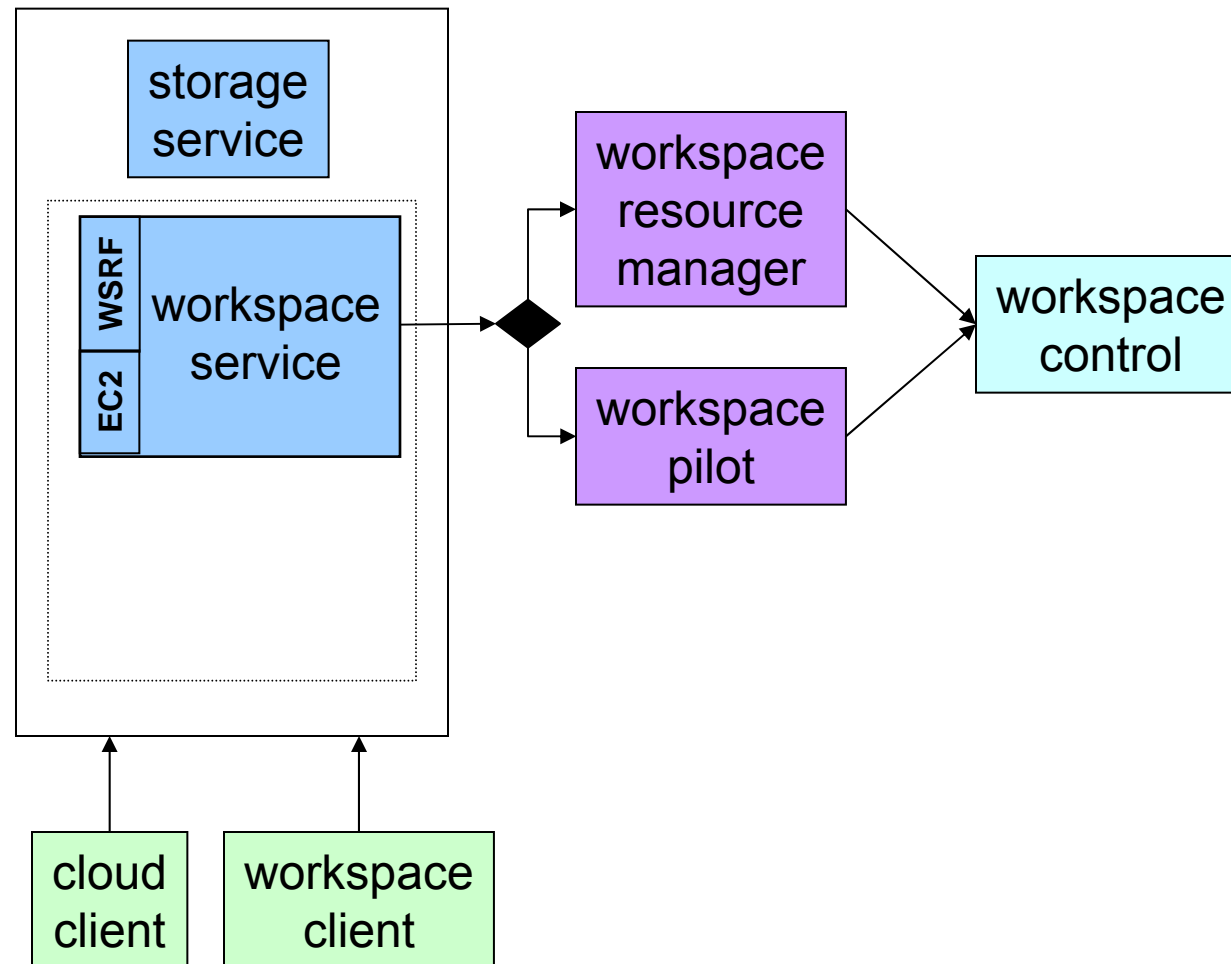 storage
service
WSRF
EC2
workspace
service
workspace
resource
manager
workspace
pilot
workspace
control
cloud
client
workspace
client